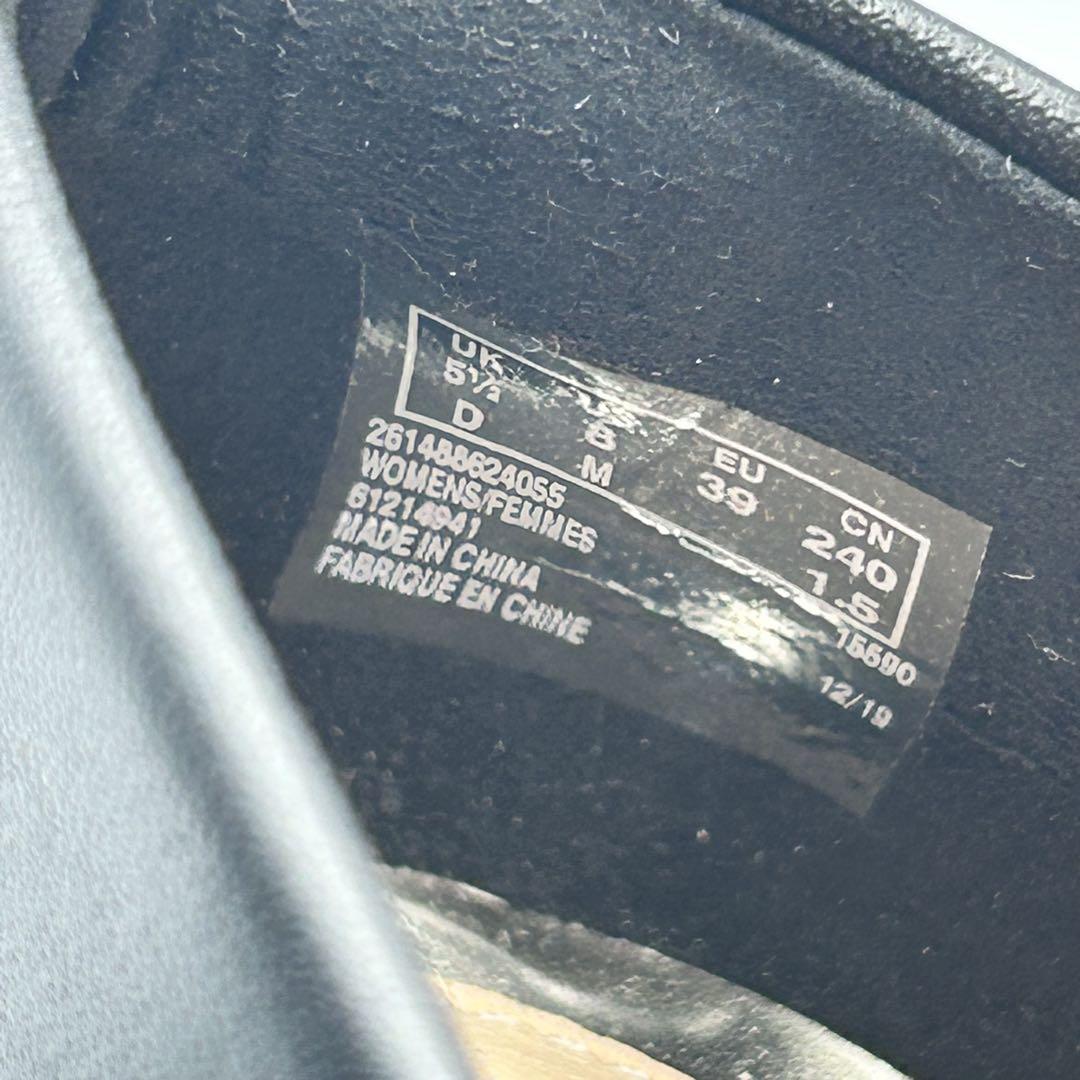 UK US EU CN
5½ 8 39 240
D M 1.5
261488624055
WOMENS/FEMMES
61214941 15590
MADE IN CHINA 12/19
FABRIQUE EN CHINE